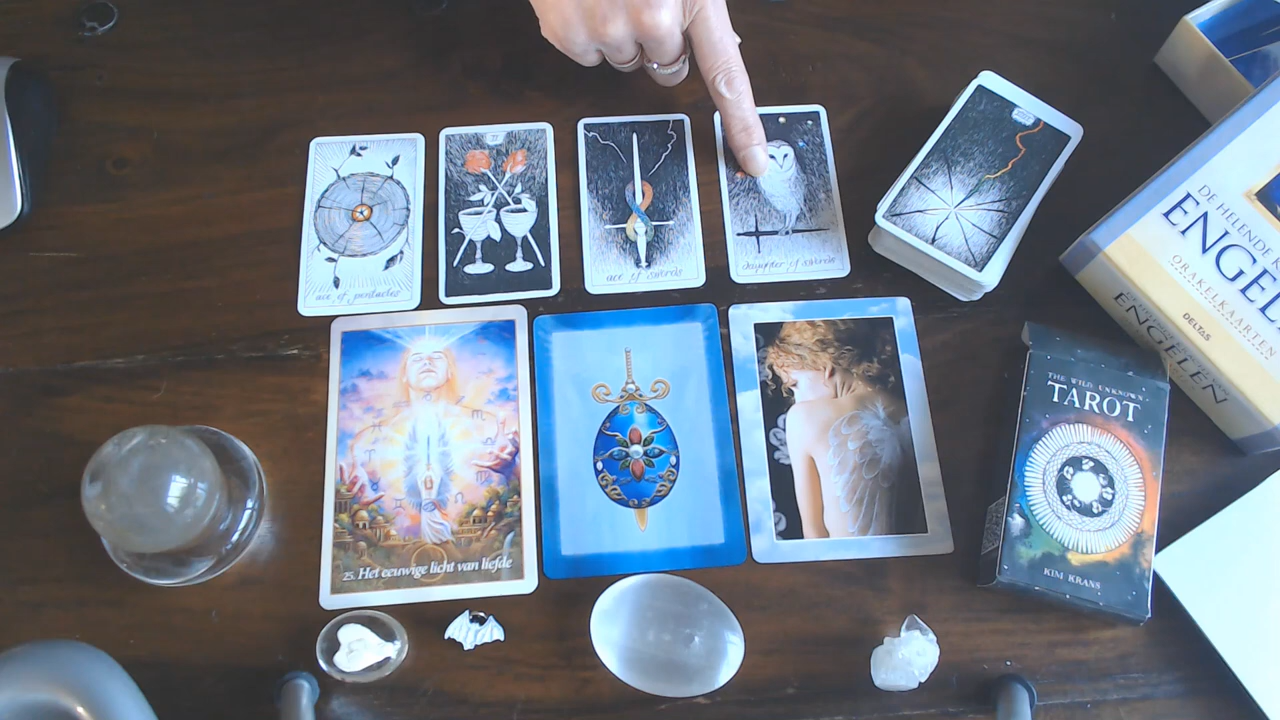 ace of pentacles
II
ace of swords
daughter of swords
25. Het eeuwige licht van liefde
THE WILD UNKNOWN
TAROT
KIM KRANS
DE HELENDE K
ENGEL
ORAKELKAARTEN
DELTAS
ENGELEN